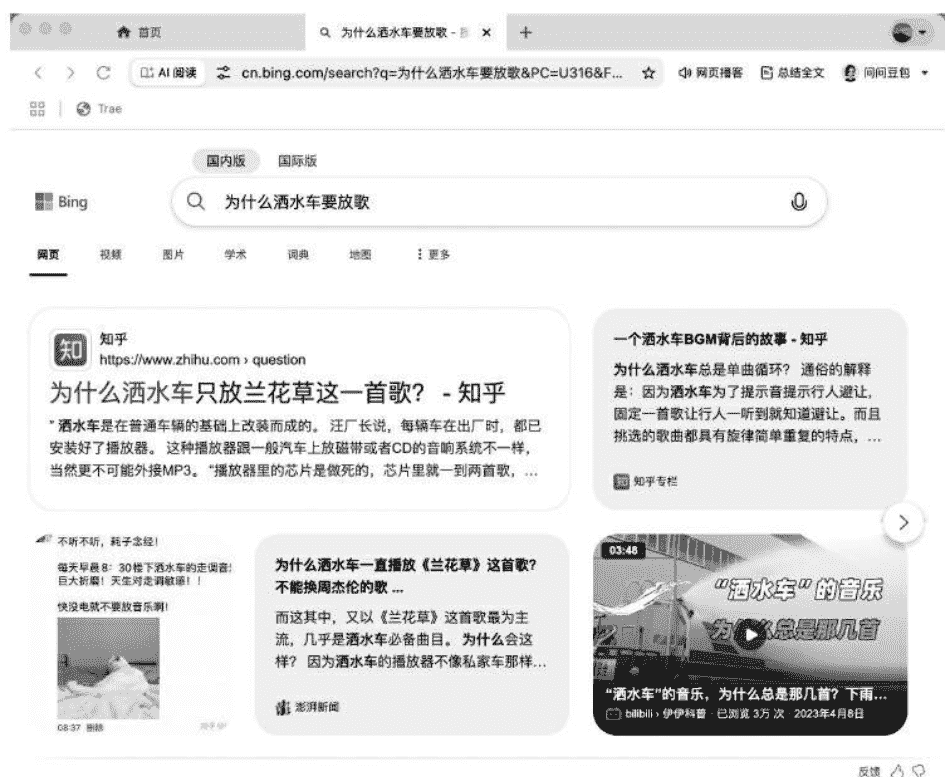 首页
为什么洒水车要放歌 -
AI 阅读
cn.bing.com/search?q=为什么洒水车要放歌&PC=U316&F...
网页播客
总结全文
问问豆包
Trae
国内版
国际版
Bing
为什么洒水车要放歌
网页
视频
图片
学术
词典
地图
更多
知乎
https://www.zhihu.com › question
为什么洒水车只放兰花草这一首歌？ - 知乎
" 洒水车是在普通车辆的基础上改装而成的。 汪厂长说，每辆车在出厂时，都已
安装好了播放器。 这种播放器跟一般汽车上放磁带或者CD的音响系统不一样，
当然更不可能外接MP3。 "播放器里的芯片是做死的，芯片里就一到两首歌，...
一个洒水车BGM背后的故事 - 知乎
为什么洒水车总是单曲循环？ 通俗的解释
是：因为洒水车为了提示音提示行人避让，
固定一首歌让行人一听到就知道避让。而且
挑选的歌曲都具有旋律简单重复的特点，...
知乎专栏
不听不听，耗子念经！
每天早晨8：30楼下洒水车的走调音：
巨大折磨！天生对走调敏感！！
快没电就不要放音乐啊！
08:37 删除
为什么洒水车一直播放《兰花草》这首歌？
不能换周杰伦的歌 ...
而这其中，又以《兰花草》这首歌最为主
流，几乎是洒水车必备曲目。 为什么会这
样？ 因为洒水车的播放器不像私家车那样...
澎湃新闻
03:48
"洒水车"的音乐
为什么总是那几首
"洒水车"的音乐，为什么总是那几首？下雨...
bilibili › 伊伊科普 · 已浏览 3万 次 2023年4月8日
反馈